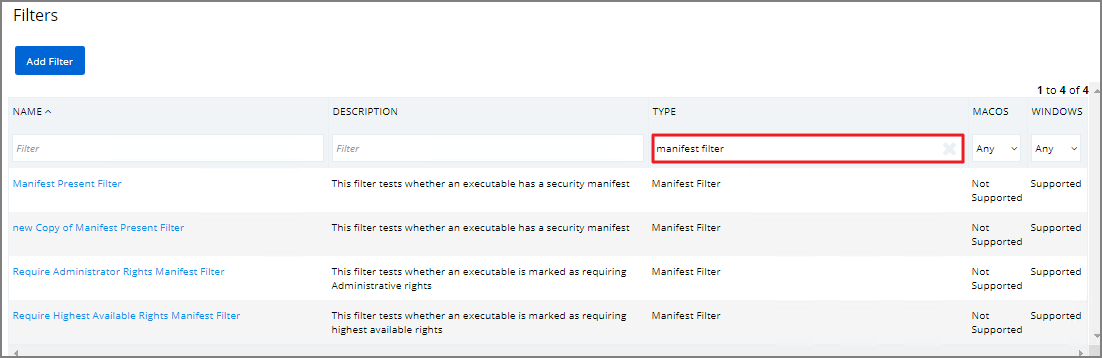 Filters
Add Filter
1 to 4 of 4
NAME DESCRIPTION TYPE MACOS WINDOWS
Filter Filter manifest filter Any Any
Manifest Present Filter This filter tests whether an executable has a security manifest Manifest Filter Not Supported Supported
new Copy of Manifest Present Filter This filter tests whether an executable has a security manifest Manifest Filter Not Supported Supported
Require Administrator Rights Manifest Filter This filter tests whether an executable is marked as requiring Administrative rights Manifest Filter Not Supported Supported
Require Highest Available Rights Manifest Filter This filter tests whether an executable is marked as requiring highest available rights Manifest Filter Not Supported Supported